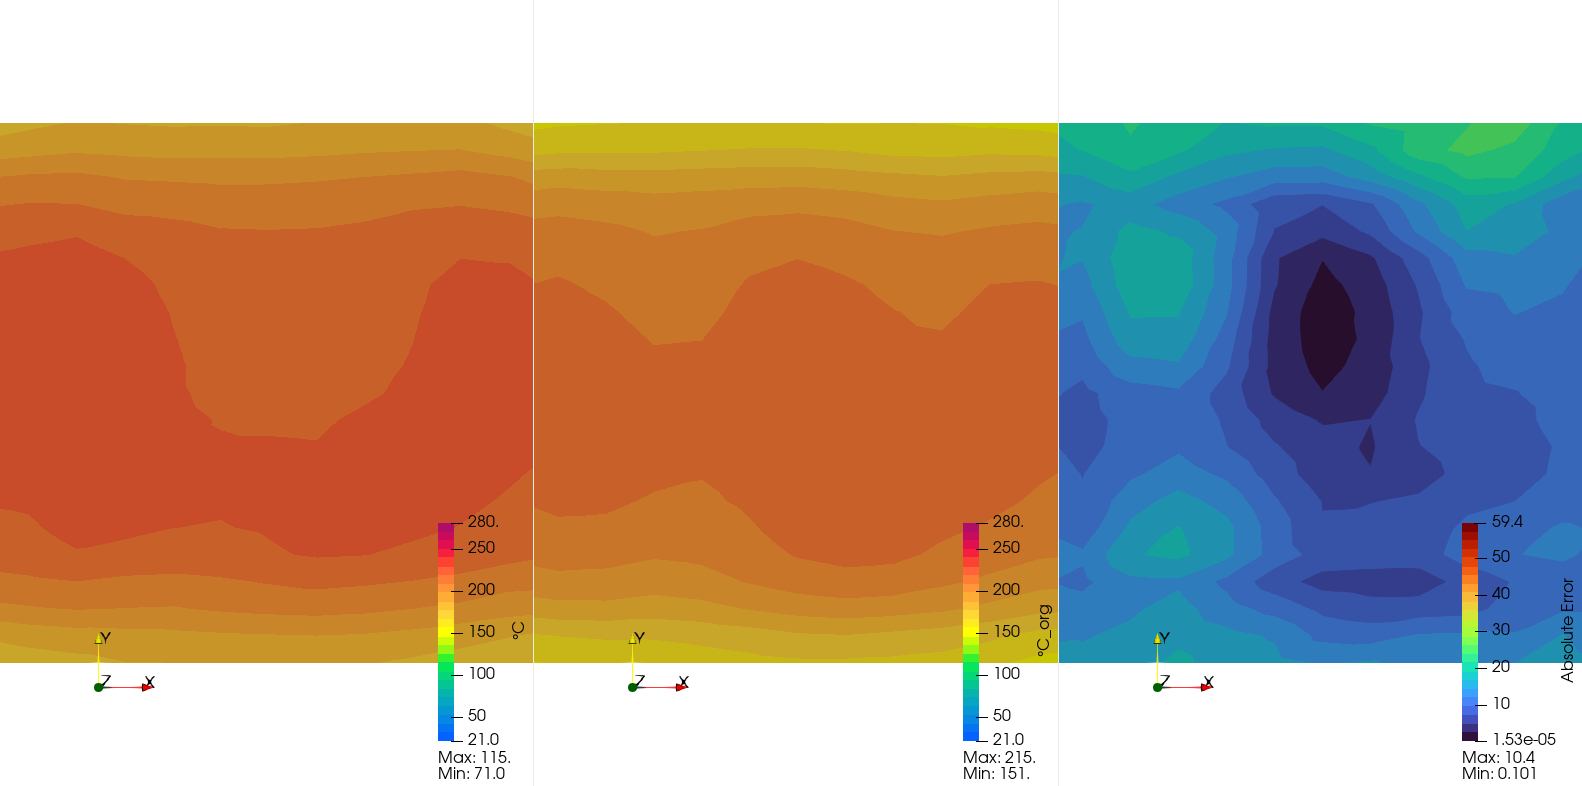 280.
250
200
150
100
50
21.0
°C
Max: 115.
Min: 71.0
Y
Z
X
280.
250
200
150
100
50
21.0
°C_org
Max: 215.
Min: 151.
Y
Z
X
59.4
50
40
30
20
10
1.53e-05
Absolute Error
Max: 10.4
Min: 0.101
Y
Z
X